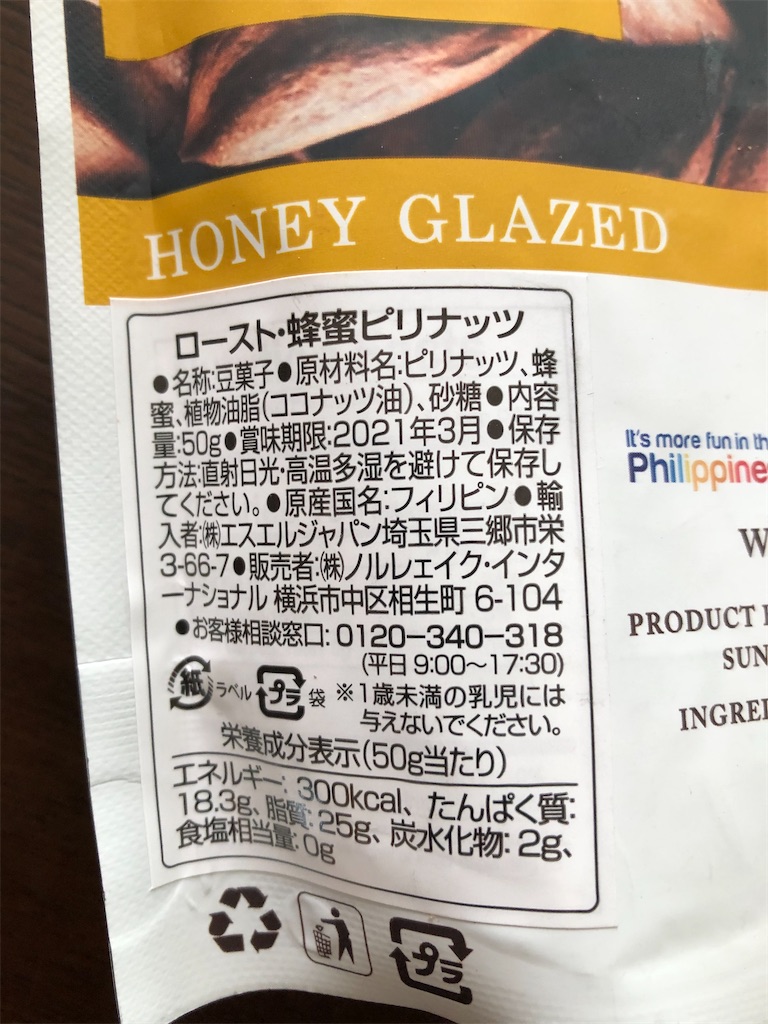 HONEY GLAZED
ロースト・蜂蜜ピリナッツ
●名称:豆菓子●原材料名:ピリナッツ、蜂
蜜、植物油脂(ココナッツ油)、砂糖●内容
量:50g●賞味期限:2021年3月●保存
方法:直射日光・高温多湿を避けて保存し
てください。●原産国名:フィリピン●輸
入者:㈱エスエルジャパン埼玉県三郷市栄
3-66-7●販売者:㈱ノルレェイク・インタ
ーナショナル 横浜市中区相生町 6-104
●お客様相談窓口: 0120−340−318
(平日 9:00〜17:30)
紙 ラベル プラ 袋 ※1歳未満の乳児には
与えないでください。
栄養成分表示(50g当たり)
エネルギー: 300kcal、たんぱく質:
18.3g、脂質: 25g、炭水化物: 2g、
食塩相当量: 0g
プラ
It's more fun in th
Philippine
W
PRODUCT
SUN
INGRE